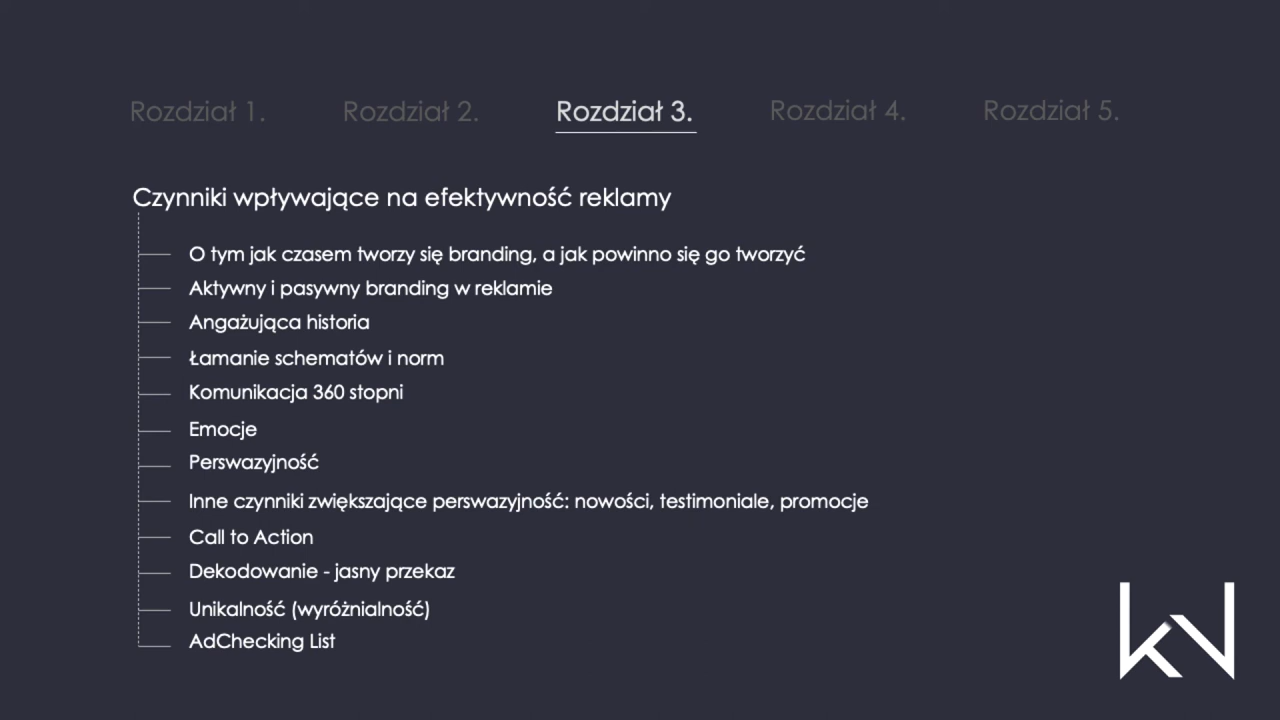 Rozdział 1. Rozdział 2. Rozdział 3. Rozdział 4. Rozdział 5.
Czynniki wpływające na efektywność reklamy
O tym jak czasem tworzy się branding, a jak powinno się go tworzyć
Aktywny i pasywny branding w reklamie
Angażująca historia
Łamanie schematów i norm
Komunikacja 360 stopni
Emocje
Perswazyjność
Inne czynniki zwiększające perswazyjność: nowości, testimoniale, promocje
Call to Action
Dekodowanie - jasny przekaz
Unikalność (wyróżnialność)
AdChecking List